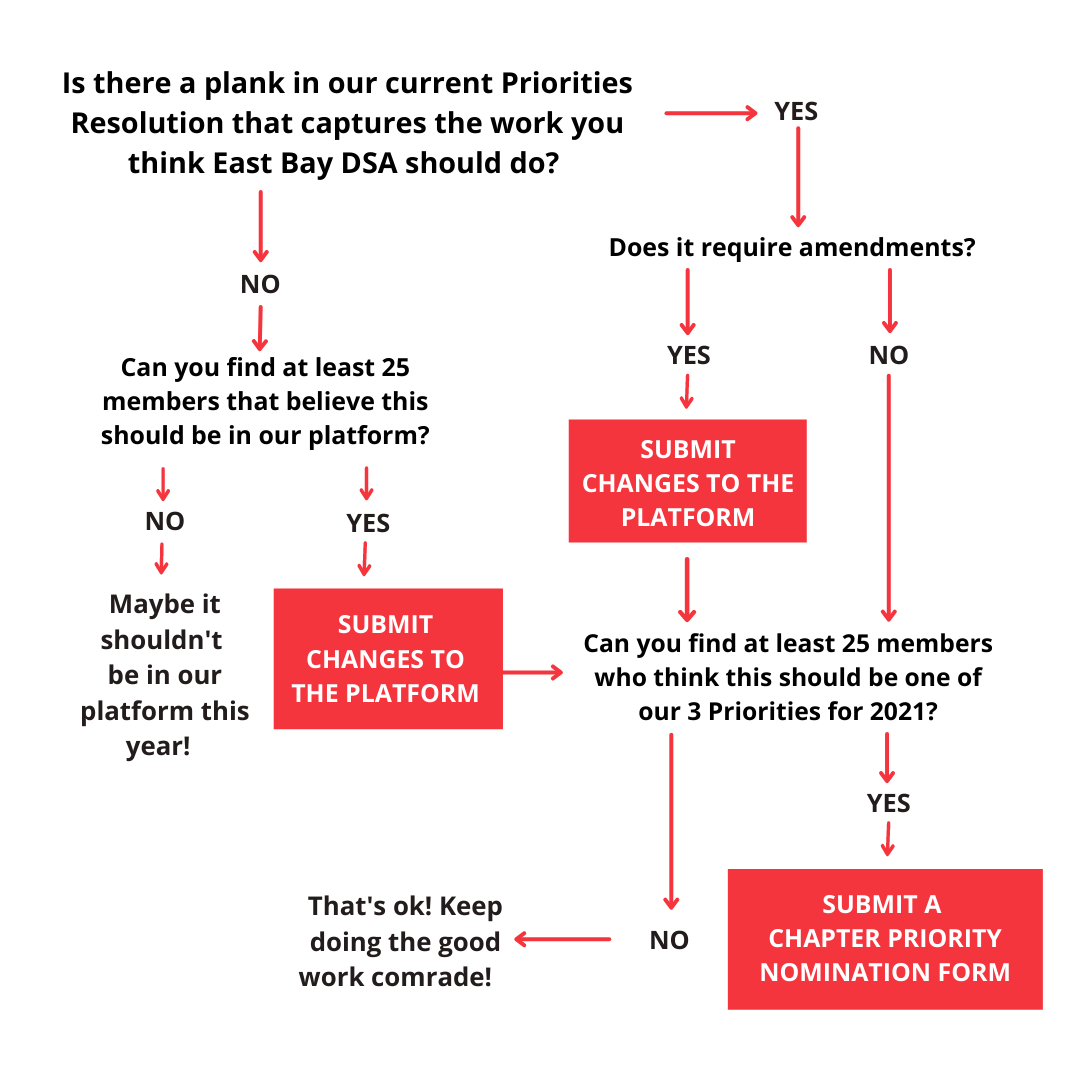 Is there a plank in our current Priorities
Resolution that captures the work you
think East Bay DSA should do?
YES
Does it require amendments?
NO
YES
NO
Can you find at least 25
members that believe this
should be in our platform?
SUBMIT
CHANGES TO THE
PLATFORM
NO
YES
Maybe it
shouldn't
be in our
platform this
year!
SUBMIT
CHANGES TO
THE PLATFORM
Can you find at least 25 members
who think this should be one of
our 3 Priorities for 2021?
YES
NO
That's ok! Keep
doing the good
work comrade!
SUBMIT A
CHAPTER PRIORITY
NOMINATION FORM